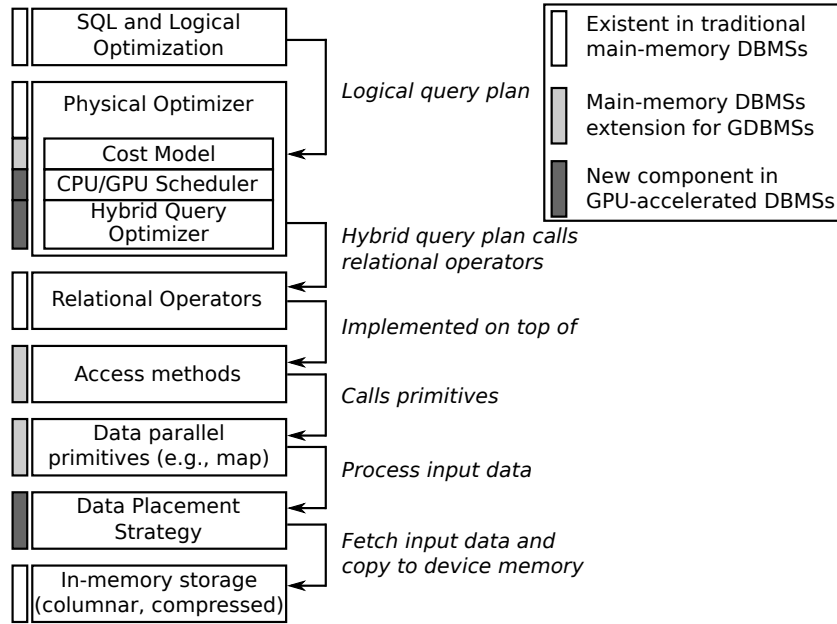 SQL and Logical
Optimization
Logical query plan
Physical Optimizer
Cost Model
CPU/GPU Scheduler
Hybrid Query
Optimizer
Hybrid query plan calls
relational operators
Relational Operators
Implemented on top of
Access methods
Calls primitives
Data parallel
primitives (e.g., map)
Process input data
Data Placement
Strategy
Fetch input data and
copy to device memory
In-memory storage
(columnar, compressed)
Existent in traditional
main-memory DBMSs
Main-memory DBMSs
extension for GDBMSs
New component in
GPU-accelerated DBMSs